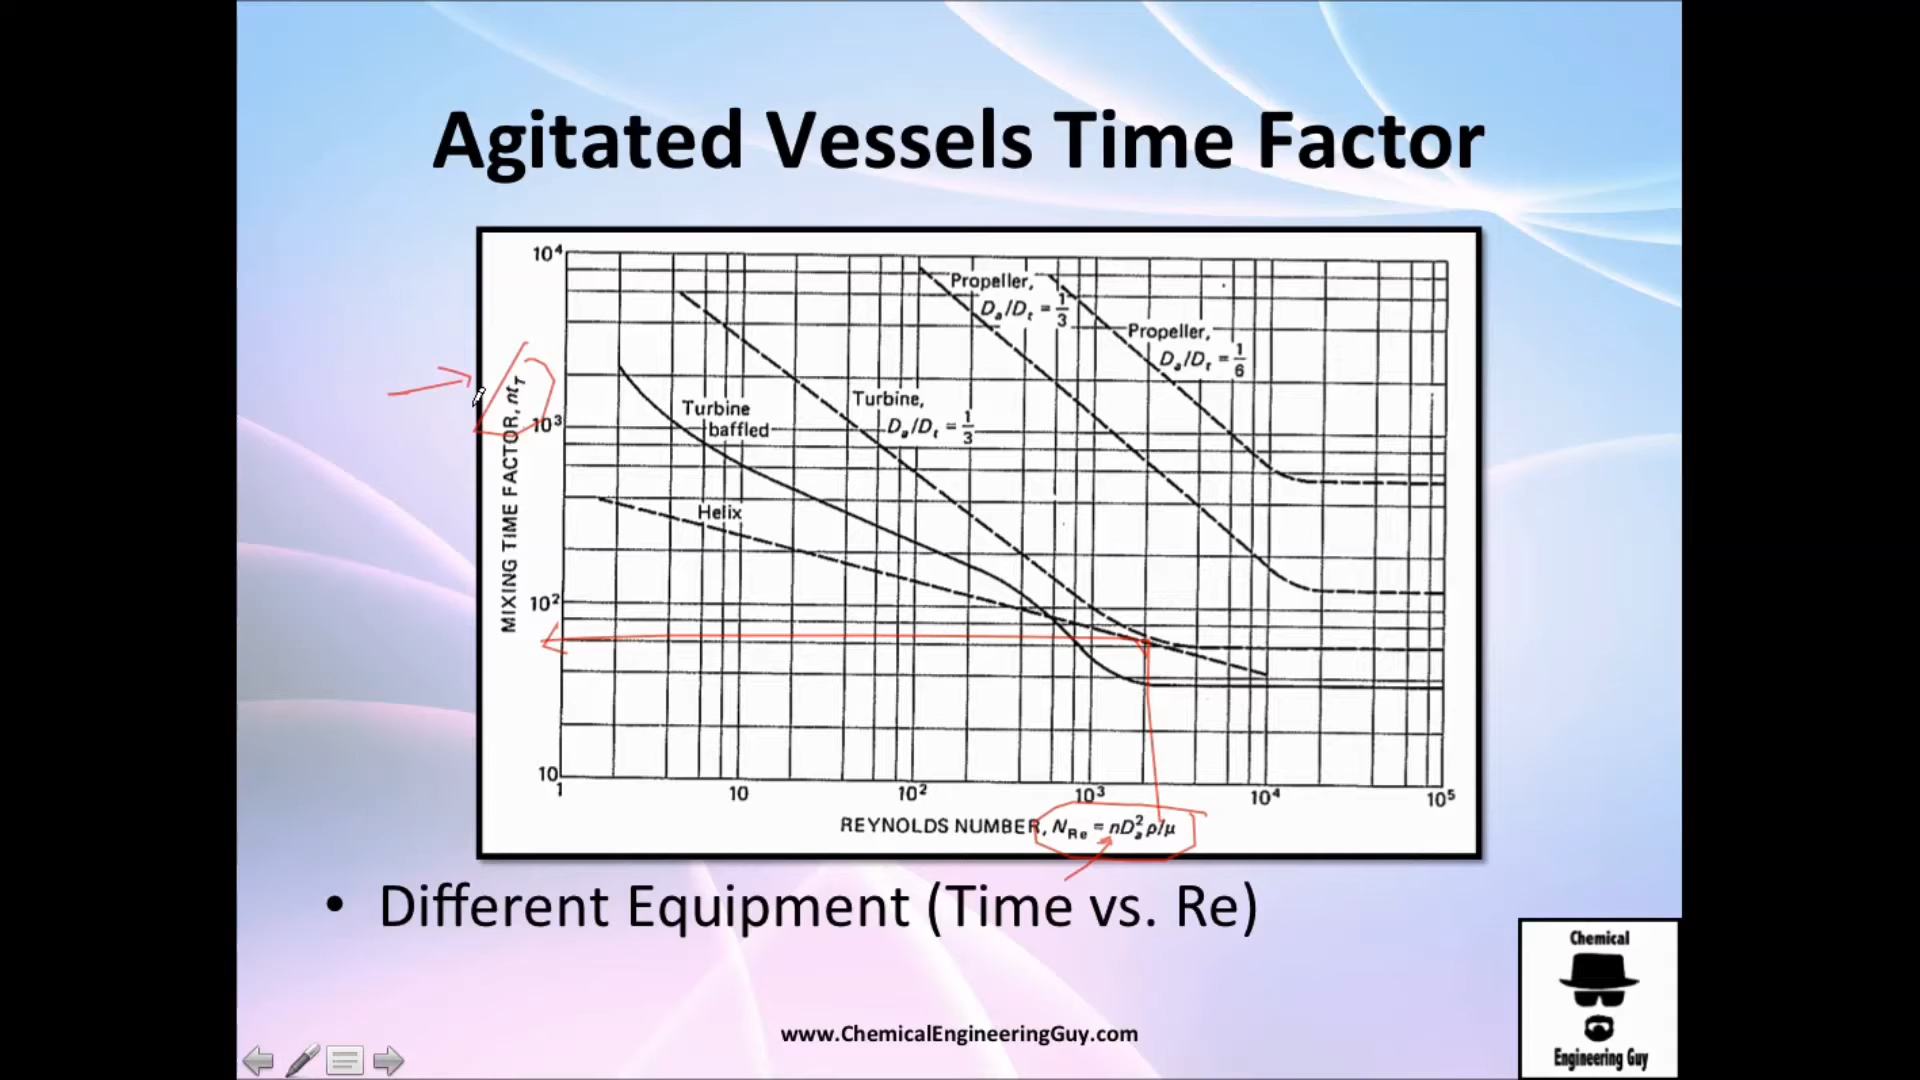 Agitated Vessels Time Factor
10⁴
10³
10²
10
MIXING TIME FACTOR, ntT
Propeller,
Dₐ/Dₜ = 1/3
Propeller,
Dₐ/Dₜ = 1/6
Turbine,
Dₐ/Dₜ = 1/3
Turbine
baffled
Helix
1 10 10² 10³ 10⁴ 10⁵
REYNOLDS NUMBER, NRe = nDₐ²ρ/μ
• Different Equipment (Time vs. Re)
www.ChemicalEngineeringGuy.com
Chemical
Engineering Guy